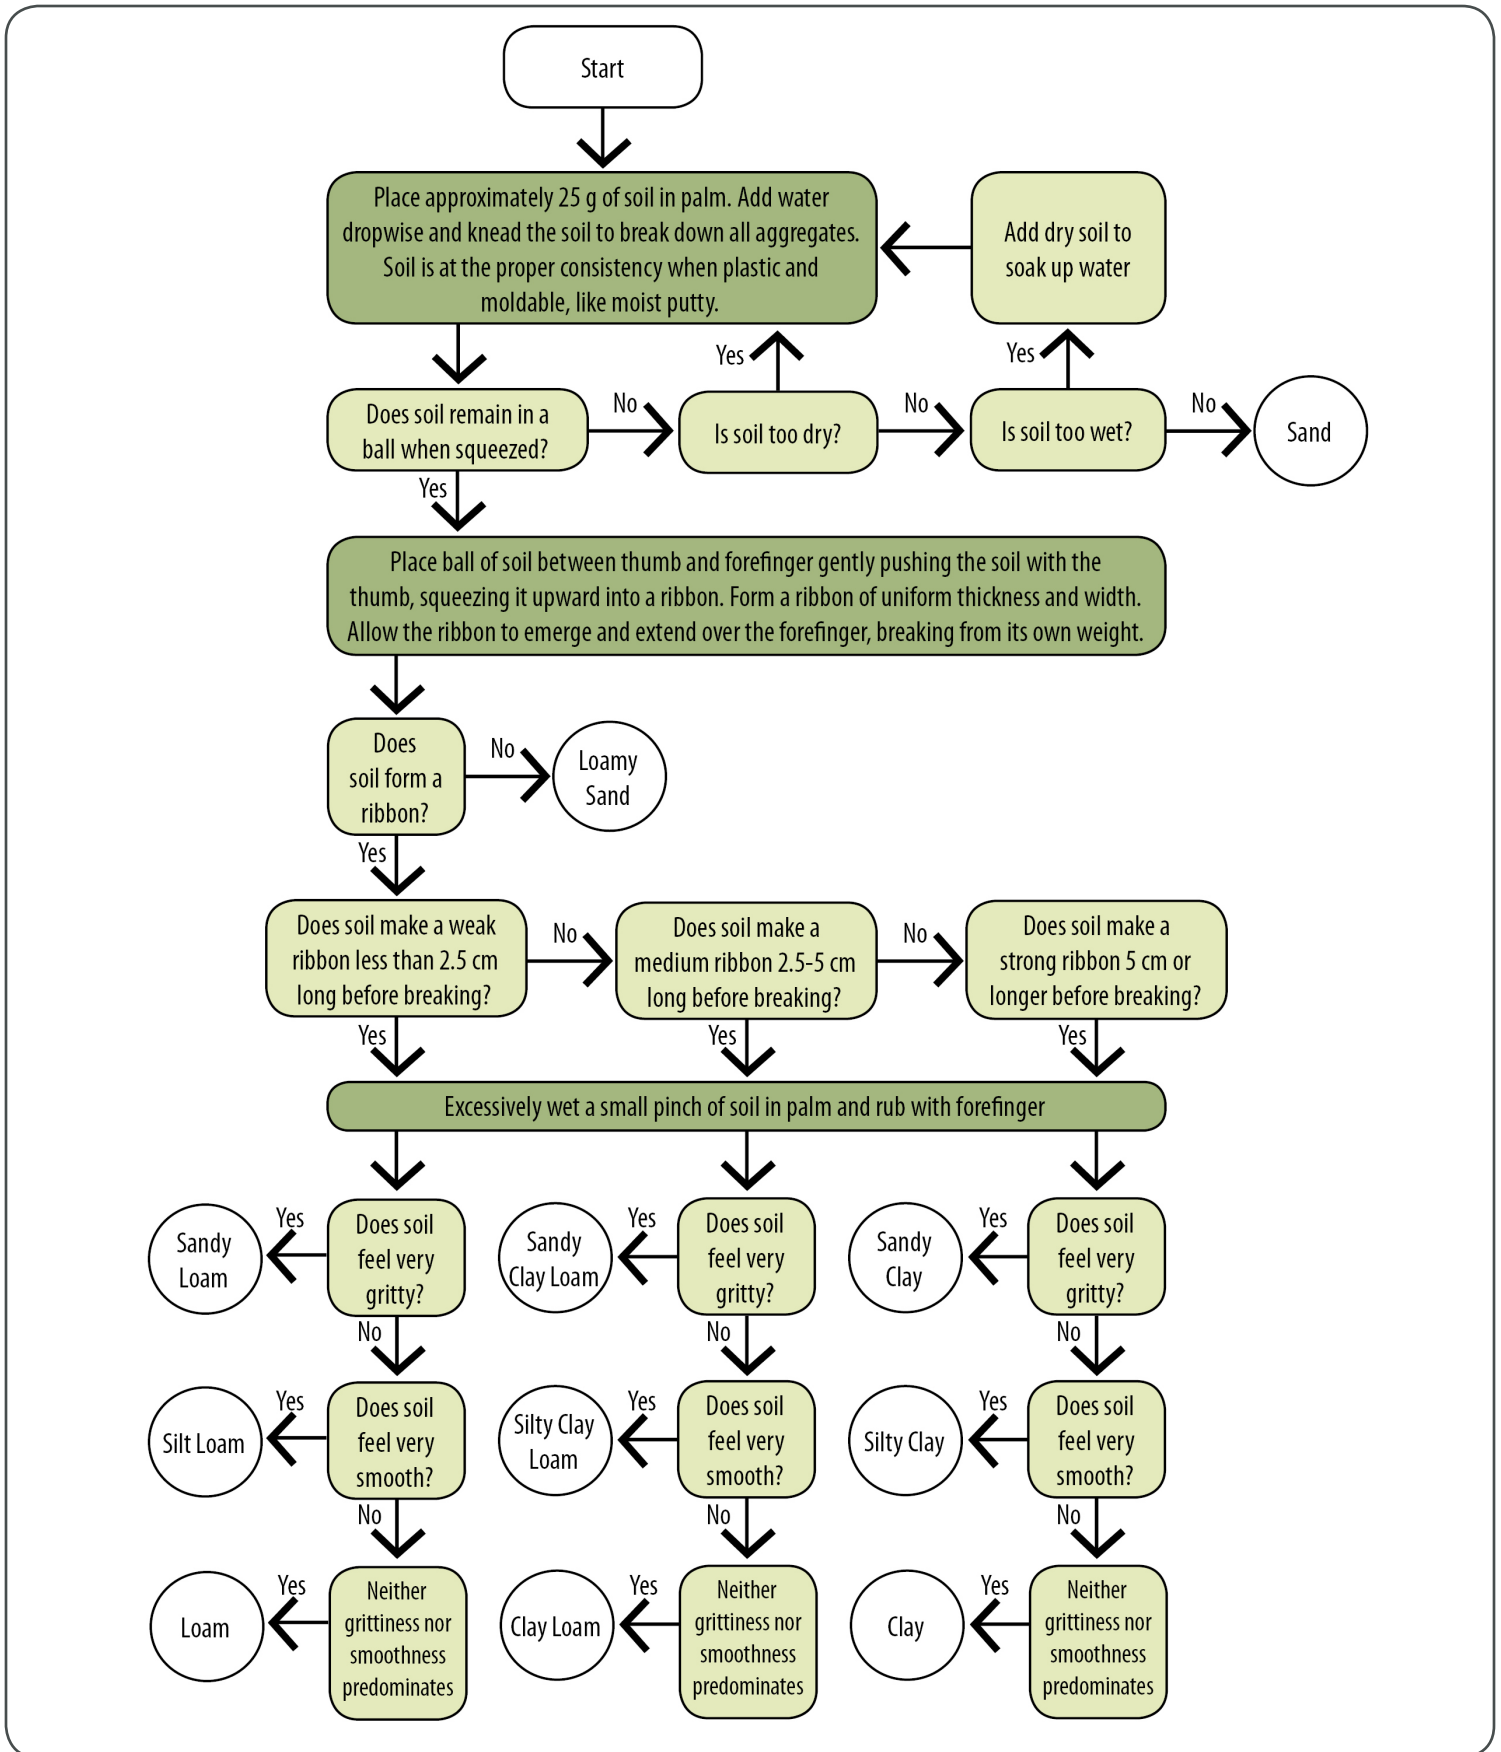 Start
Place approximately 25 g of soil in palm. Add water
dropwise and knead the soil to break down all aggregates.
Soil is at the proper consistency when plastic and
moldable, like moist putty.
Add dry soil to
soak up water
Yes
Yes
Does soil remain in a
ball when squeezed?
No
Is soil too dry?
No
Is soil too wet?
No
Sand
Yes
Place ball of soil between thumb and forefinger gently pushing the soil with the
thumb, squeezing it upward into a ribbon. Form a ribbon of uniform thickness and width.
Allow the ribbon to emerge and extend over the forefinger, breaking from its own weight.
Does
soil form a
ribbon?
No
Loamy
Sand
Yes
Does soil make a weak
ribbon less than 2.5 cm
long before breaking?
No
Does soil make a
medium ribbon 2.5-5 cm
long before breaking?
No
Does soil make a
strong ribbon 5 cm or
longer before breaking?
Yes
Yes
Yes
Excessively wet a small pinch of soil in palm and rub with forefinger
Sandy
Loam
Yes
Does soil
feel very
gritty?
Sandy
Clay Loam
Yes
Does soil
feel very
gritty?
Sandy
Clay
Yes
Does soil
feel very
gritty?
No
No
No
Silt Loam
Yes
Does soil
feel very
smooth?
Silty Clay
Loam
Yes
Does soil
feel very
smooth?
Silty Clay
Yes
Does soil
feel very
smooth?
No
No
No
Loam
Yes
Neither
grittiness nor
smoothness
predominates
Clay Loam
Yes
Neither
grittiness nor
smoothness
predominates
Clay
Yes
Neither
grittiness nor
smoothness
predominates